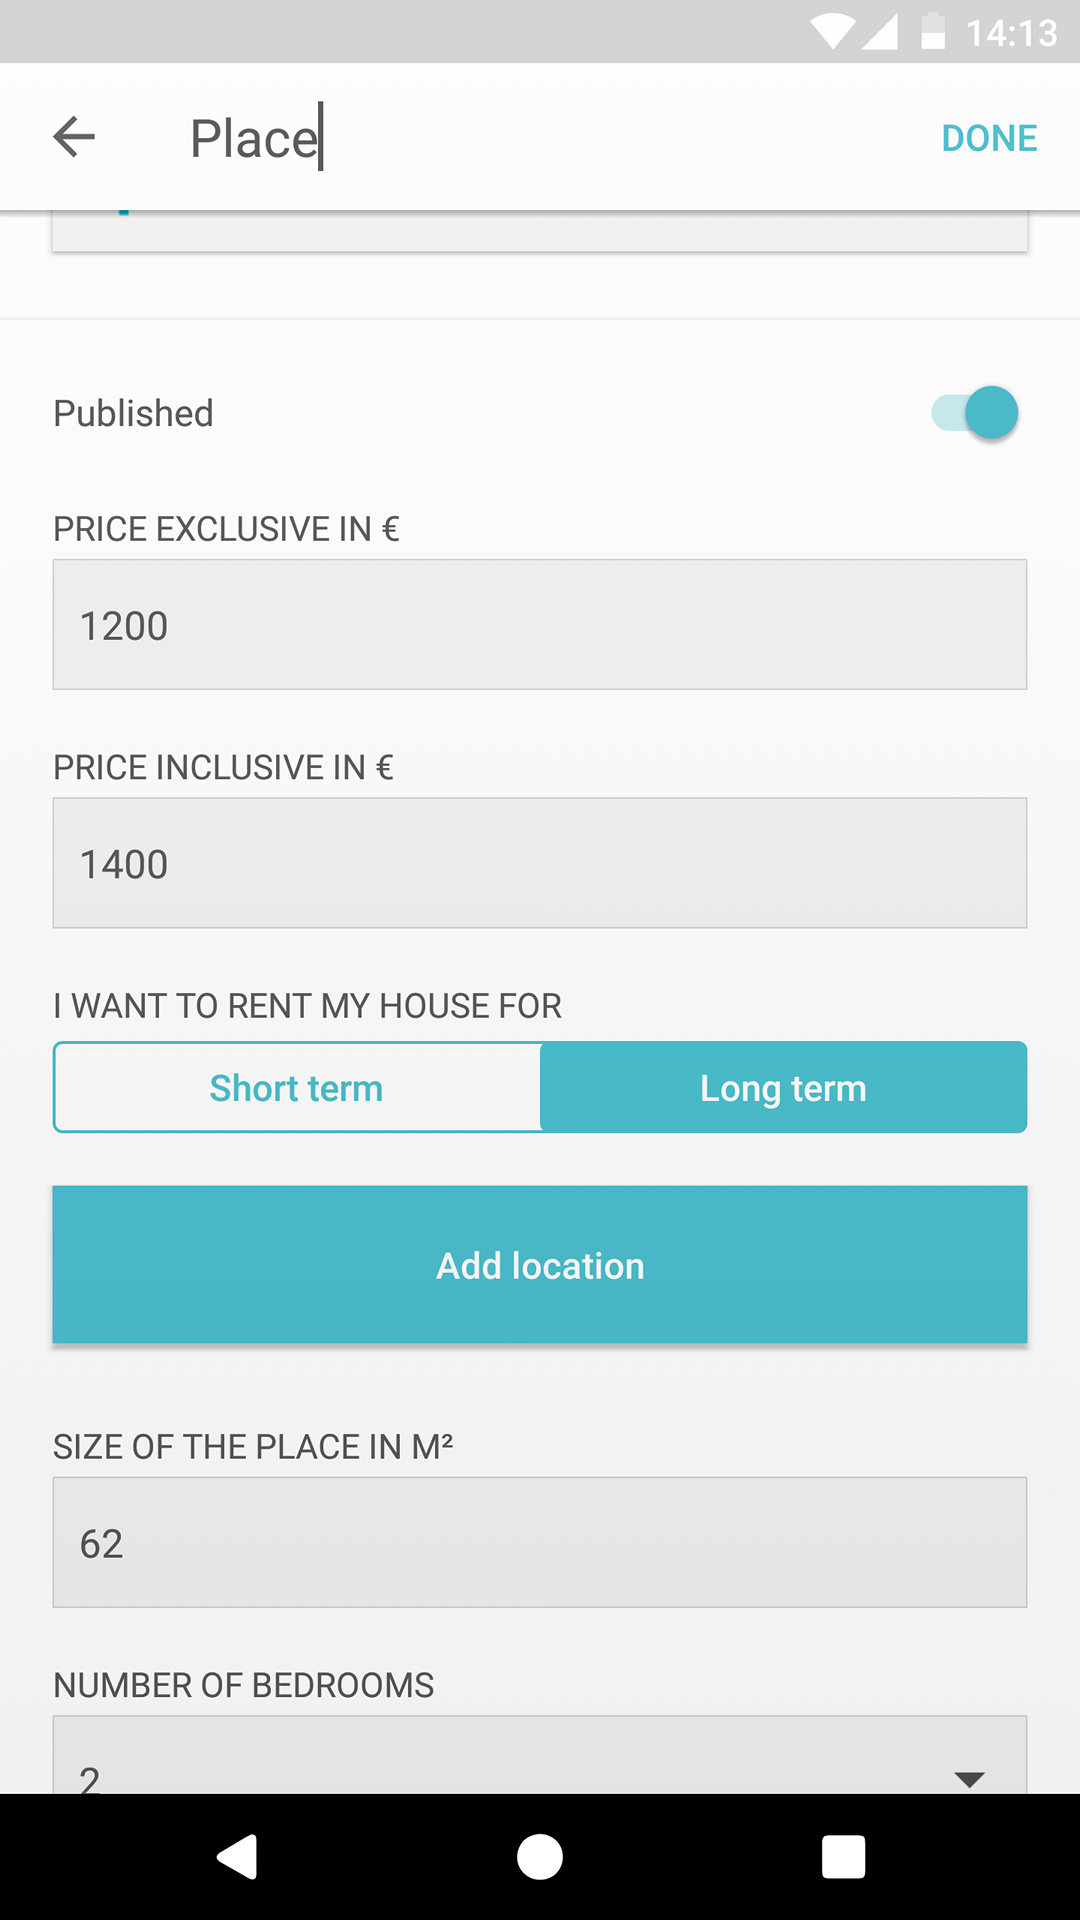 14:13
Place
DONE
Published
PRICE EXCLUSIVE IN €
1200
PRICE INCLUSIVE IN €
1400
I WANT TO RENT MY HOUSE FOR
Short term
Long term
Add location
SIZE OF THE PLACE IN M²
62
NUMBER OF BEDROOMS
2